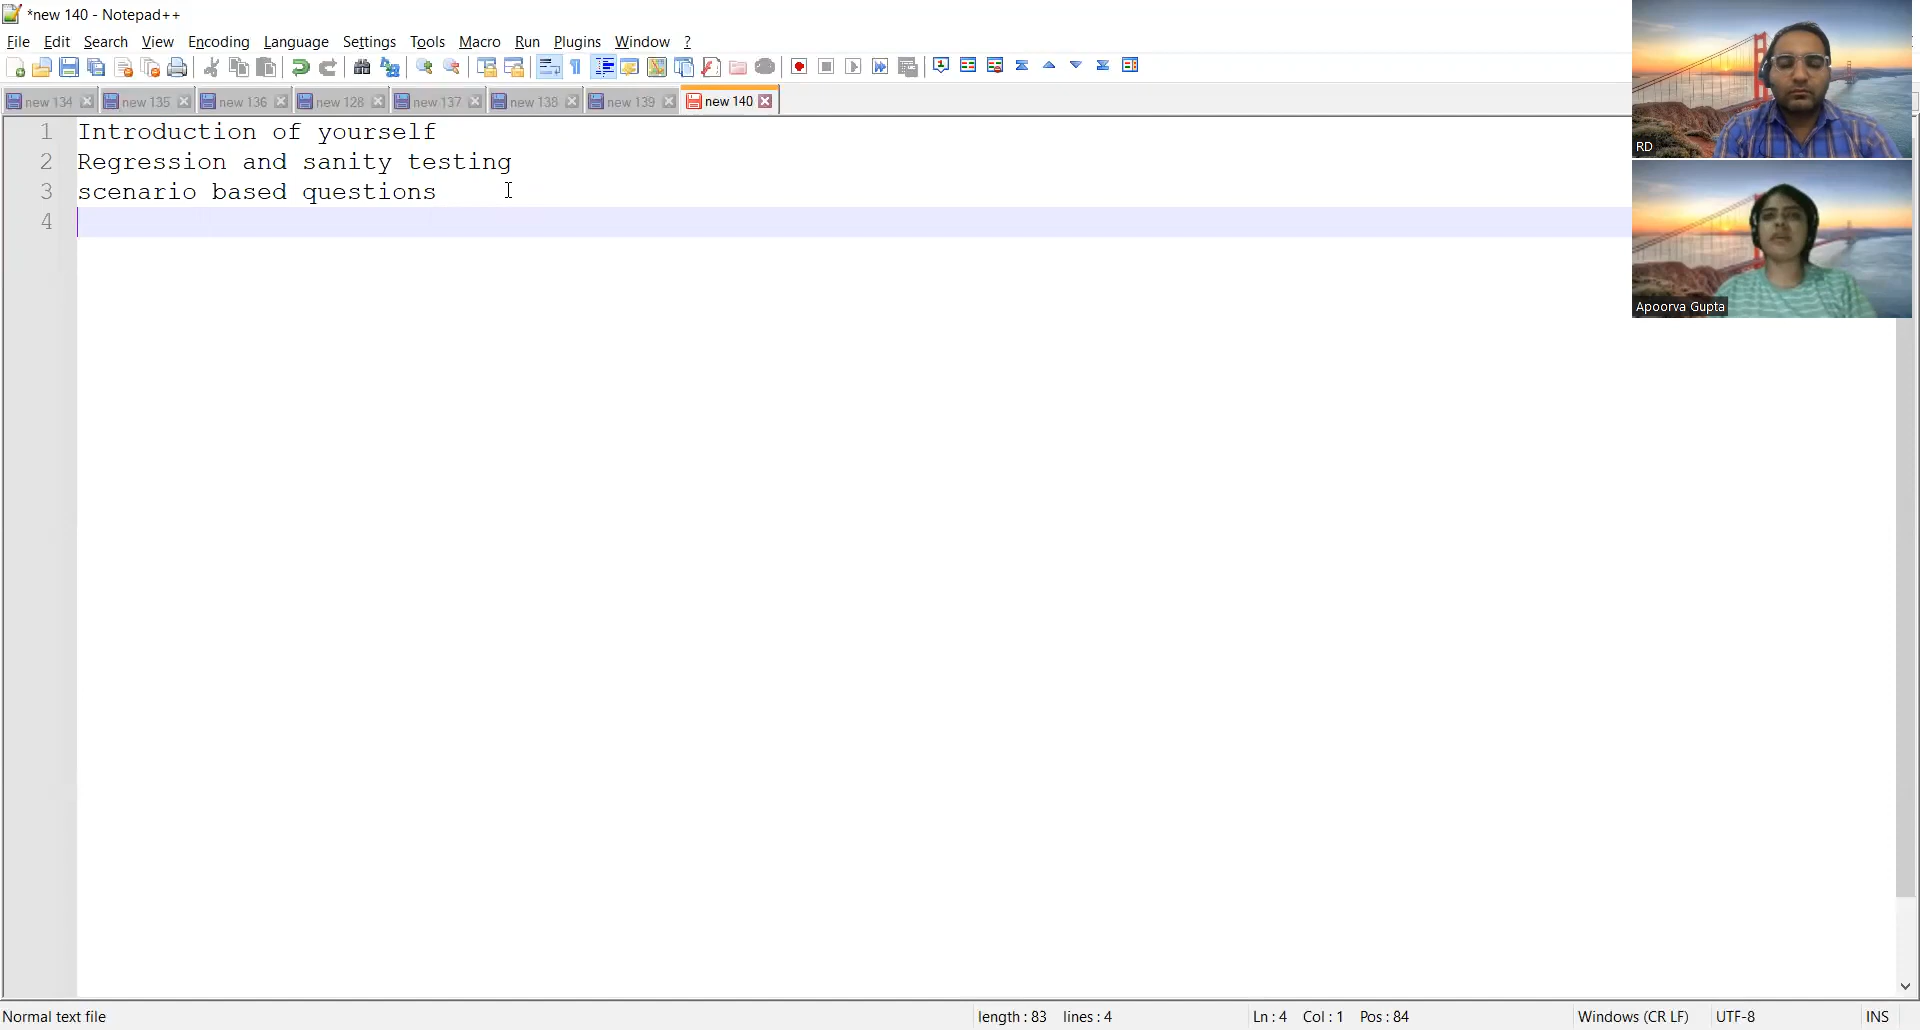 *new 140 - Notepad++
File Edit Search View Encoding Language Settings Tools Macro Run Plugins Window ?
new 134 new 135 new 136 new 128 new 137 new 138 new 139 new 140
1 Introduction of yourself
2 Regression and sanity testing
3 scenario based questions
4
RD
Apoorva Gupta
Normal text file length : 83 lines : 4 Ln : 4 Col : 1 Pos : 84 Windows (CR LF) UTF-8 INS